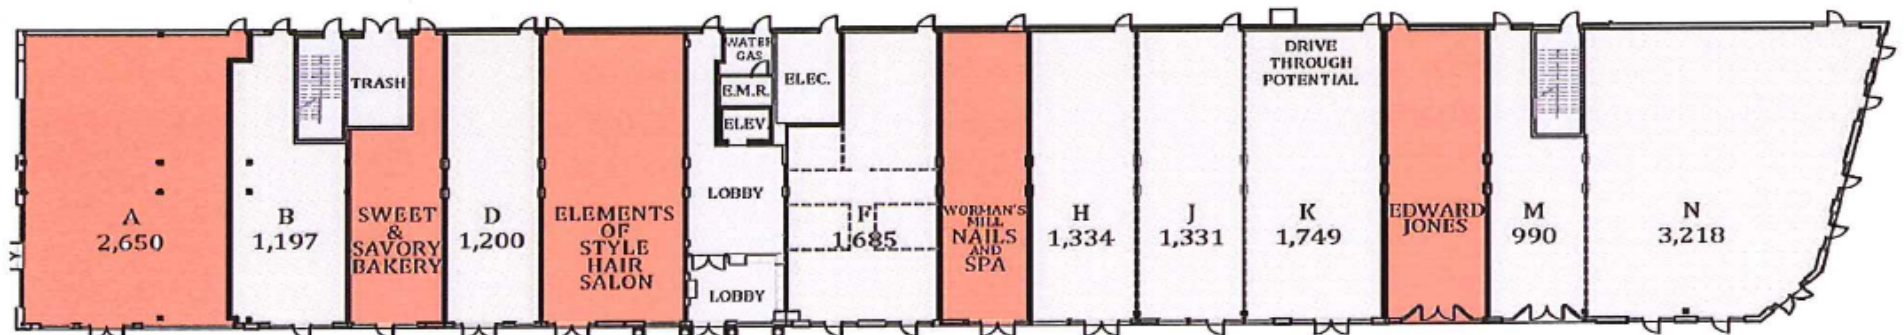 A
2,650
B
1,197
TRASH
SWEET
&
SAVORY
BAKERY
D
1,200
ELEMENTS
OF
STYLE
HAIR
SALON
WATER
GAS
E.M.R.
ELEV.
ELEC.
LOBBY
LOBBY
F
1,685
WORMAN'S
MILL
NAILS
AND
SPA
H
1,334
J
1,331
DRIVE
THROUGH
POTENTIAL
K
1,749
EDWARD
JONES
M
990
N
3,218